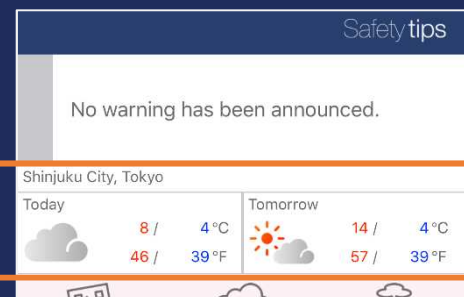 Safety tips
No warning has been announced.
Shinjuku City, Tokyo
Today
8 / 4 °C
46 / 39 °F
Tomorrow
14 / 4 °C
57 / 39 °F